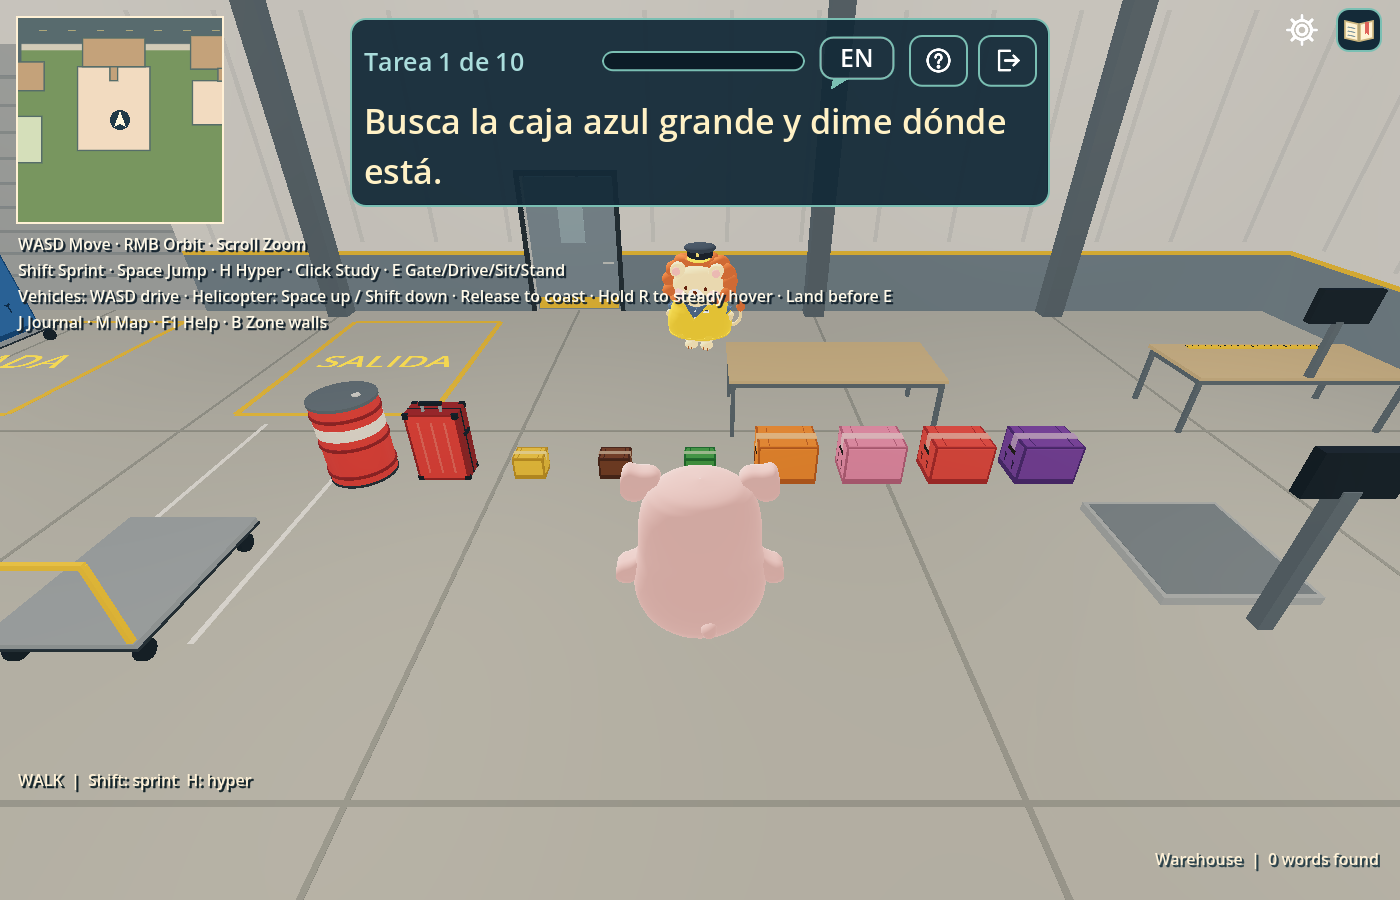 Tarea 1 de 10
EN
Busca la caja azul grande y dime dónde
está.
WASD Move · RMB Orbit · Scroll Zoom
Shift Sprint · Space Jump · H Hyper · Click Study · E Gate/Drive/Sit/Stand
Vehicles: WASD drive · Helicopter: Space up / Shift down · Release to coast · Hold R to steady hover · Land before E
J Journal · M Map · F1 Help · B Zone walls
SALIDA
WALK | Shift: sprint H: hyper
Warehouse | 0 words found